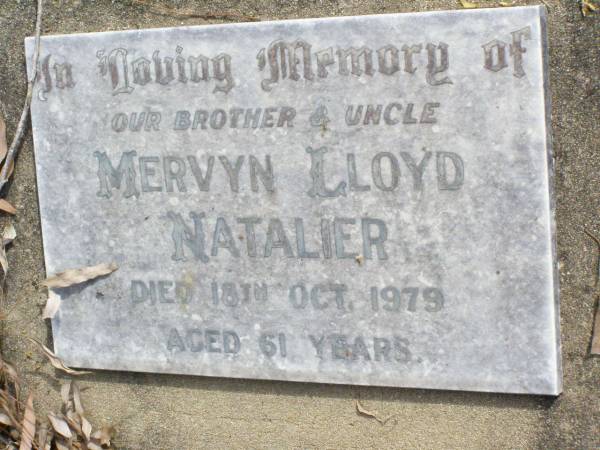 In Loving Memory of
OUR BROTHER & UNCLE
MERVYN LLOYD
NATALIER
DIED 18TH OCT. 1979
AGED 61 YEARS.